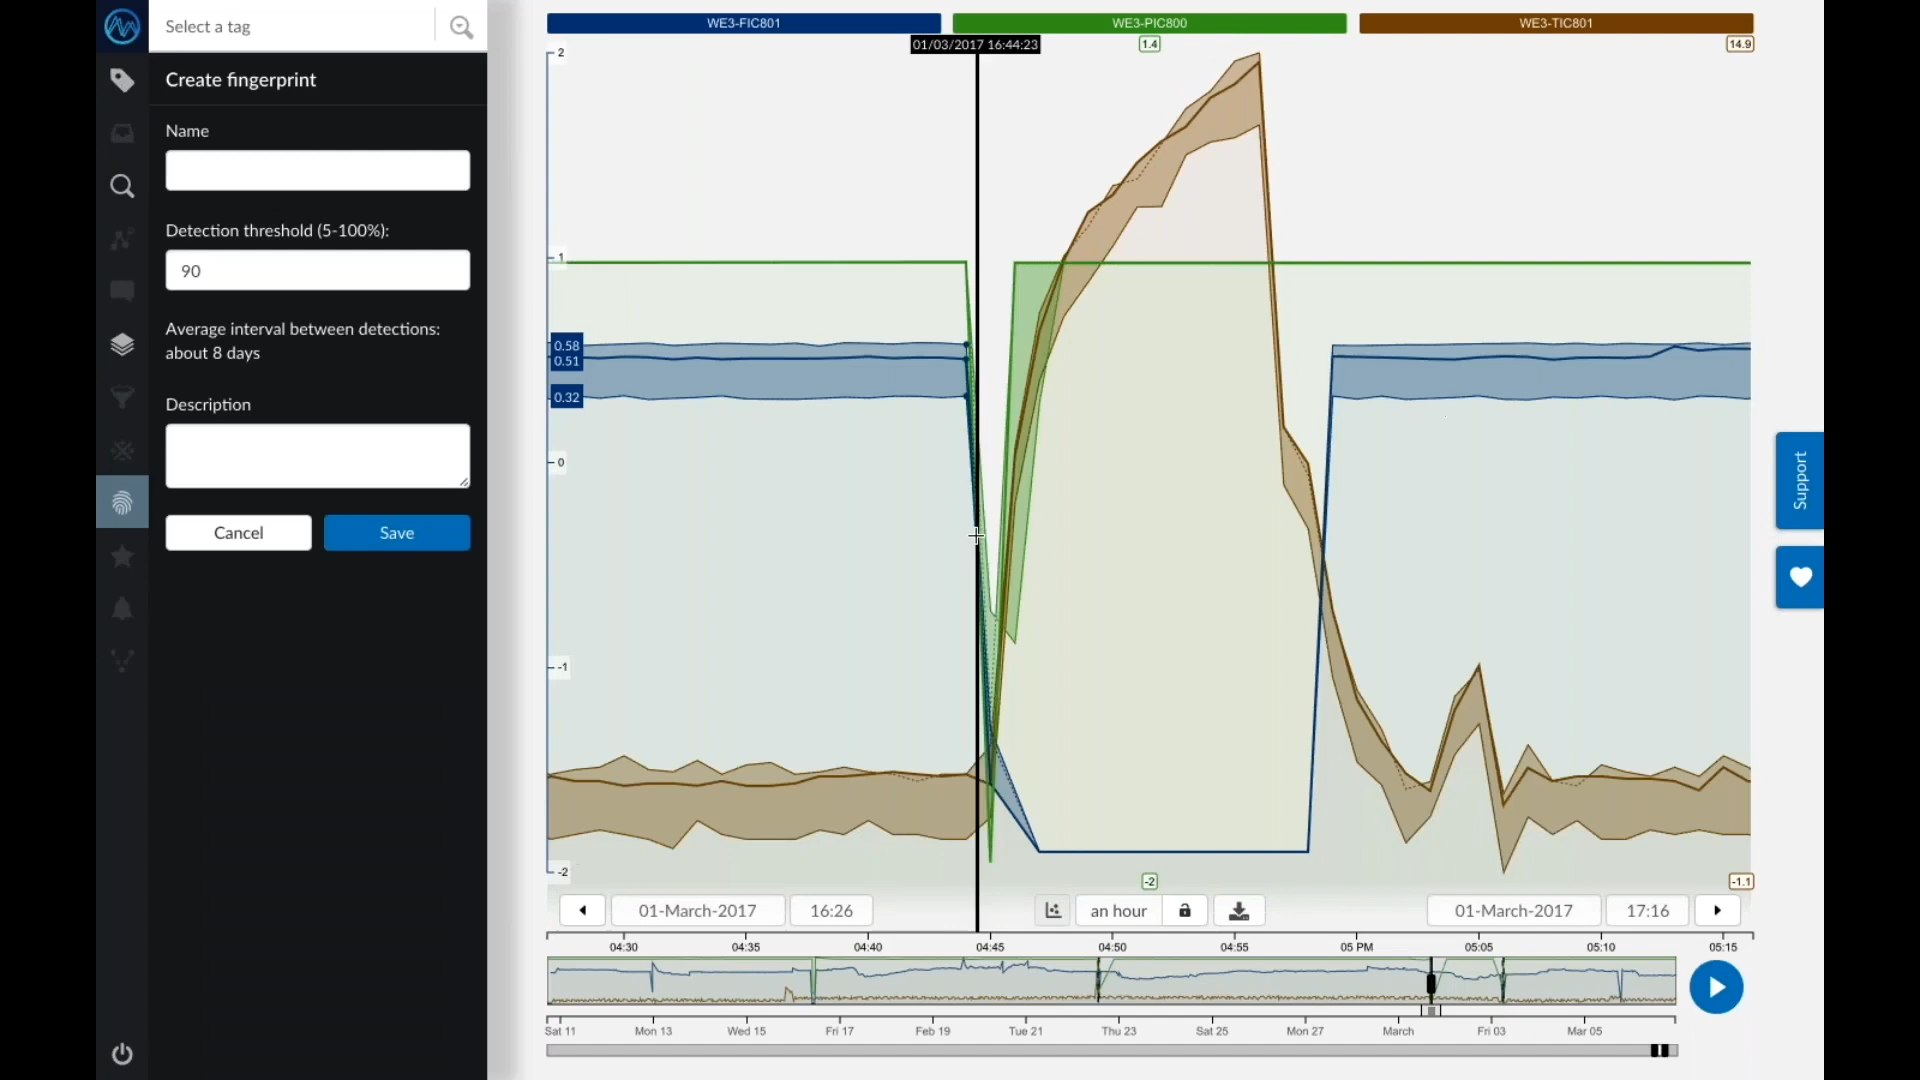 Select a tag
Create fingerprint
Name
Detection threshold (5-100%):
90
Average interval between detections:
about 8 days
Description
Cancel
Save
WE3-FIC801
WE3-PIC800
WE3-TIC801
01/03/2017 16:44:23
1.4
14.9
2
1
0.58
0.51
0.32
0
-1
-2
-2
-1.1
01-March-2017
16:26
an hour
01-March-2017
17:16
04:30
04:35
04:40
04:45
04:50
04:55
05 PM
05:05
05:10
05:15
Sat 11
Mon 13
Wed 15
Fri 17
Feb 19
Tue 21
Thu 23
Sat 25
Mon 27
March
Fri 03
Mar 05
Support